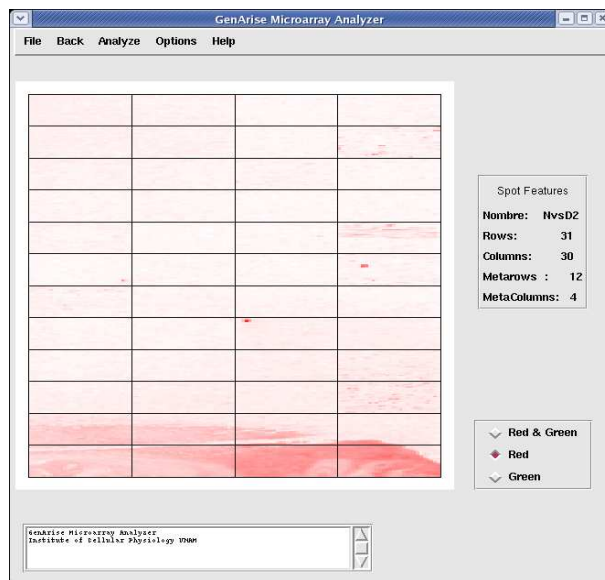 GenArise Microarray Analyzer
File Back Analyze Options Help
Spot Features
Nombre: NvsD2
Rows: 31
Columns: 30
Metarows : 12
MetaColumns: 4
Red & Green
Red
Green
GenArise Microarray Analyzer
Institute of Cellular Physiology UNAM